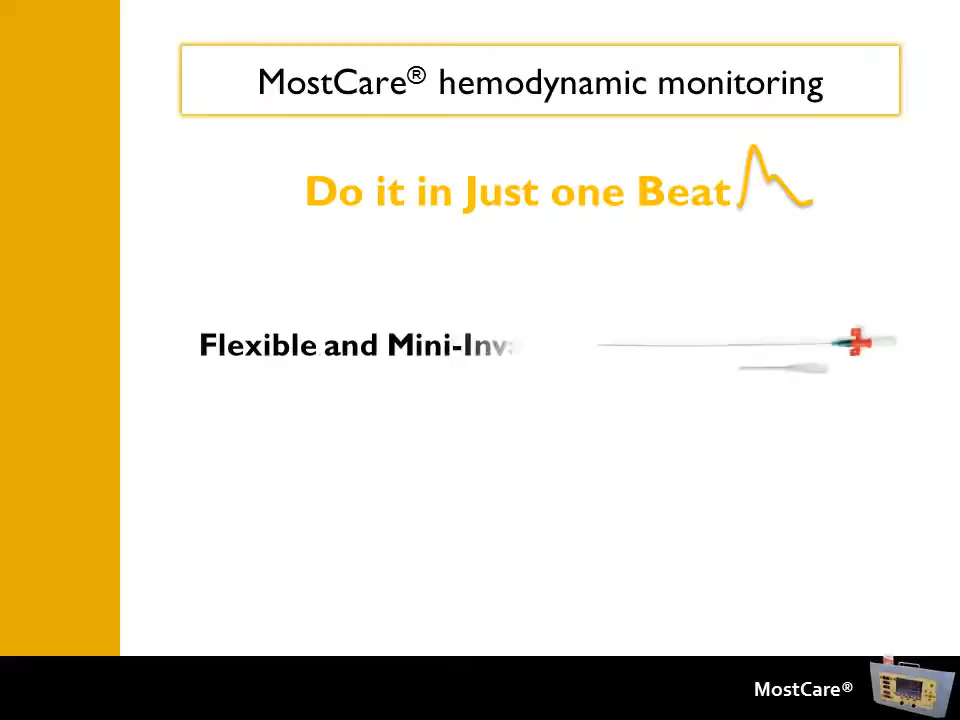 MostCare® hemodynamic monitoring
Do it in Just one Beat
Flexible and Mini-Inv
MostCare®